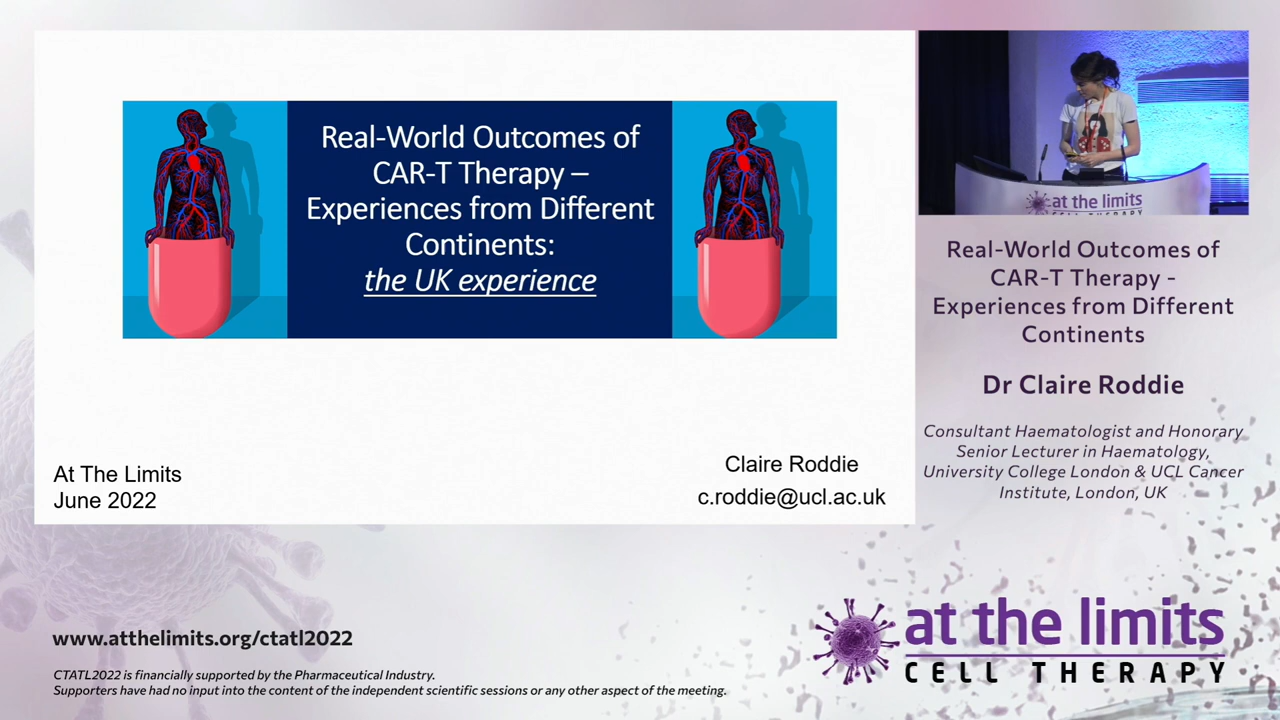 Real-World Outcomes of
CAR-T Therapy –
Experiences from Different
Continents:
the UK experience
At The Limits
June 2022
Claire Roddie
c.roddie@ucl.ac.uk
at the limits
CELL THERAPY
Real-World Outcomes of
CAR-T Therapy -
Experiences from Different
Continents
Dr Claire Roddie
Consultant Haematologist and Honorary
Senior Lecturer in Haematology,
University College London & UCL Cancer
Institute, London, UK
www.atthelimits.org/ctatl2022
CTATL2022 is financially supported by the Pharmaceutical Industry.
Supporters have had no input into the content of the independent scientific sessions or any other aspect of the meeting.
at the limits
CELL THERAPY